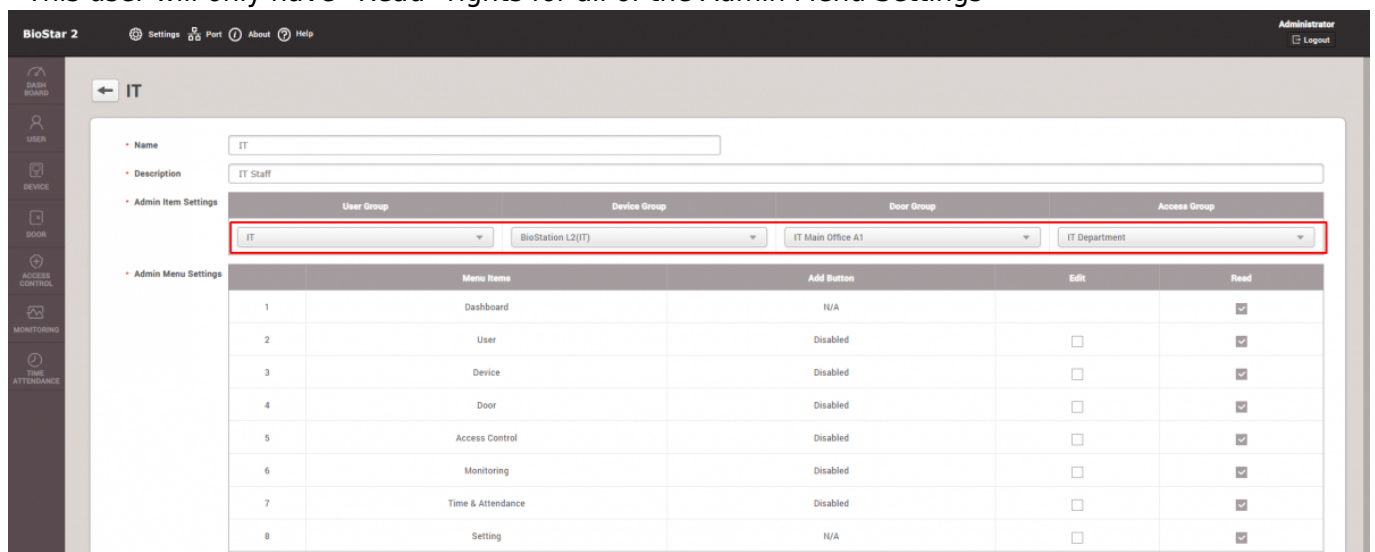 This user will only have "Read" rights for all of the Admin Menu Settings
BioStar 2 Settings Port About Help Administrator
Logout
DASH
BOARD
IT
USER
Name IT
DEVICE
Description IT Staff
Admin Item Settings User Group Device Group Door Group Access Group
DOOR
IT BioStation L2(IT) IT Main Office A1 IT Department
ACCESS
CONTROL
Admin Menu Settings Menu Items Add Button Edit Read
MONITORING
1 Dashboard N/A
2 User Disabled
TIME
ATTENDANCE
3 Device Disabled
4 Door Disabled
5 Access Control Disabled
6 Monitoring Disabled
7 Time & Attendance Disabled
8 Setting N/A